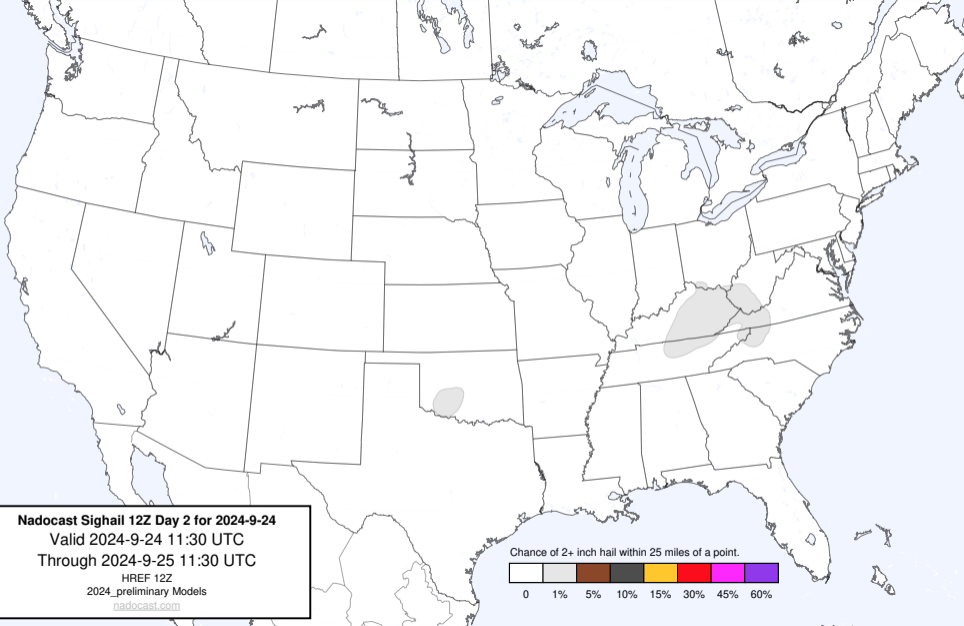 Nadocast Sighail 12Z Day 2 for 2024-9-24
Valid 2024-9-24 11:30 UTC
Through 2024-9-25 11:30 UTC
HREF 12Z
2024_preliminary Models
nadocast.com
Chance of 2+ inch hail within 25 miles of a point.
0 1% 5% 10% 15% 30% 45% 60%